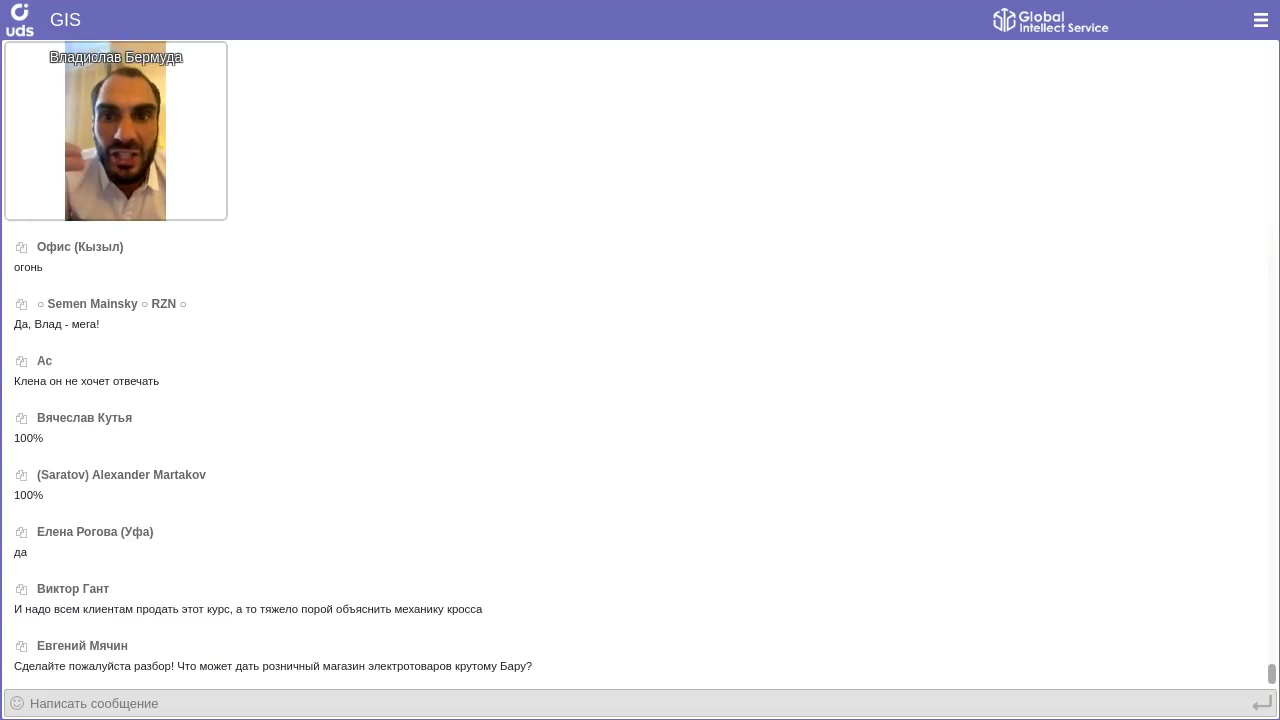 uds
GIS
Global
Intellect Service
Владислав Бермуда
Офис (Кызыл)
огонь
○ Semen Mainsky ○ RZN ○
Да, Влад - мега!
Ас
Клена он не хочет отвечать
Вячеслав Кутья
100%
(Saratov) Alexander Martakov
100%
Елена Рогова (Уфа)
да
Виктор Гант
И надо всем клиентам продать этот курс, а то тяжело порой объяснить механику кросса
Евгений Мячин
Сделайте пожалуйста разбор! Что может дать розничный магазин электротоваров крутому Бару?
Написать сообщение